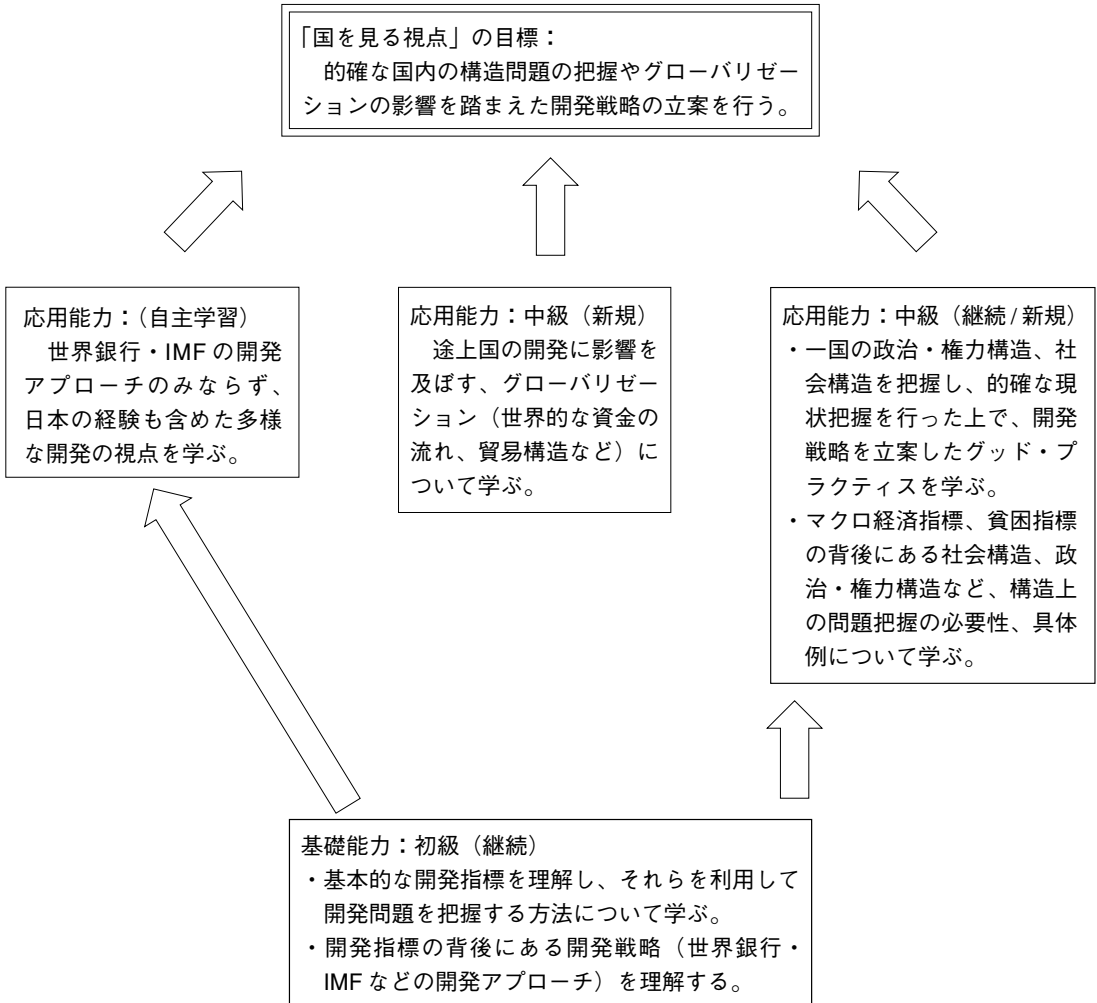 「国を見る視点」の目標：
的確な国内の構造問題の把握やグローバリゼー
ションの影響を踏まえた開発戦略の立案を行う。
応用能力：（自主学習）
世界銀行・IMF の開発
アプローチのみならず、
日本の経験も含めた多様
な開発の視点を学ぶ。
応用能力：中級（新規）
途上国の開発に影響を
及ぼす、グローバリゼー
ション（世界的な資金の
流れ、貿易構造など）に
ついて学ぶ。
応用能力：中級（継続 / 新規）
・一国の政治・権力構造、社
会構造を把握し、的確な現
状把握を行った上で、開発
戦略を立案したグッド・プ
ラクティスを学ぶ。
・マクロ経済指標、貧困指標
の背後にある社会構造、政
治・権力構造など、構造上
の問題把握の必要性、具体
例について学ぶ。
基礎能力：初級（継続）
・基本的な開発指標を理解し、それらを利用して
開発問題を把握する方法について学ぶ。
・開発指標の背後にある開発戦略（世界銀行・
IMF などの開発アプローチ）を理解する。